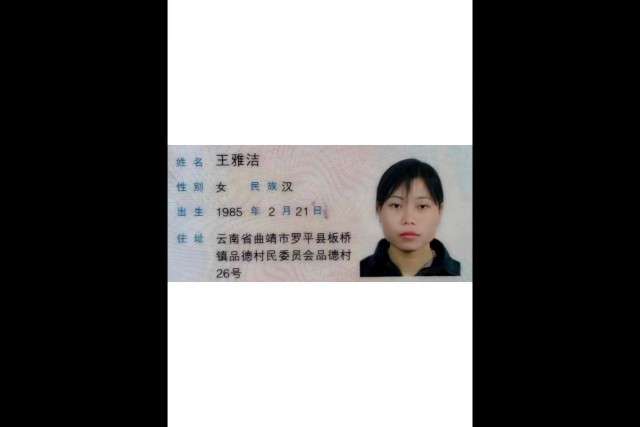 姓名 王雅洁
性别 女 民族 汉
出生 1985 年 2 月 21 日
住址 云南省曲靖市罗平县板桥
镇品德村民委员会品德村
26号